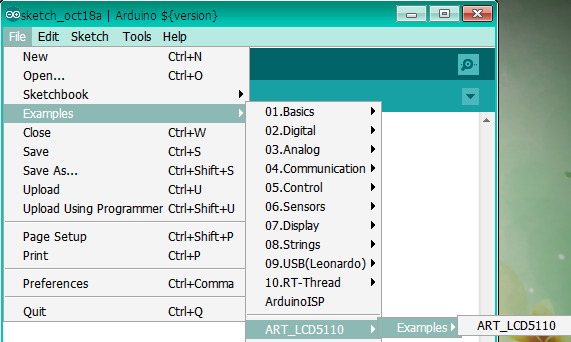 sketch_oct18a | Arduino ${version}
File Edit Sketch Tools Help
New Ctrl+N
Open... Ctrl+O
Sketchbook
Examples
Close Ctrl+W
Save Ctrl+S
Save As... Ctrl+Shift+S
Upload Ctrl+U
Upload Using Programmer Ctrl+Shift+U
Page Setup Ctrl+Shift+P
Print Ctrl+P
Preferences Ctrl+Comma
Quit Ctrl+Q
01.Basics
02.Digital
03.Analog
04.Communication
05.Control
06.Sensors
07.Display
08.Strings
09.USB(Leonardo)
10.RT-Thread
ArduinoISP
ART_LCD5110
Examples
ART_LCD5110